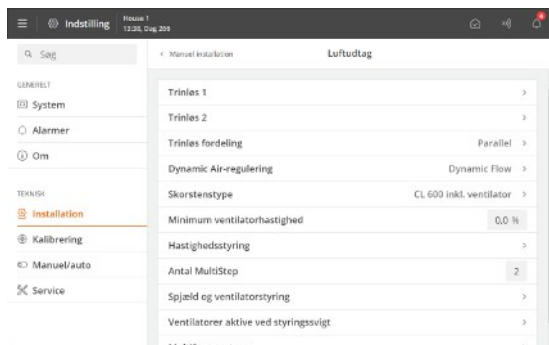 Indstilling
House 1
13:38, Dag 266
Søg
Manuel installation
Luftudtag
GENERELT
System
Alarmer
Om
TEKNISK
Installation
Kalibrering
Manuel/auto
Service
Trinløs 1
Trinløs 2
Trinløs fordeling Parallel
Dynamic Air-regulering Dynamic Flow
Skorstenstype CL 600 inkl. ventilator
Minimum ventilatorhastighed 0,0 %
Hastighedsstyring
Antal MultiStep 2
Spjæld og ventilatorstyring
Ventilatorer aktive ved styringssvigt